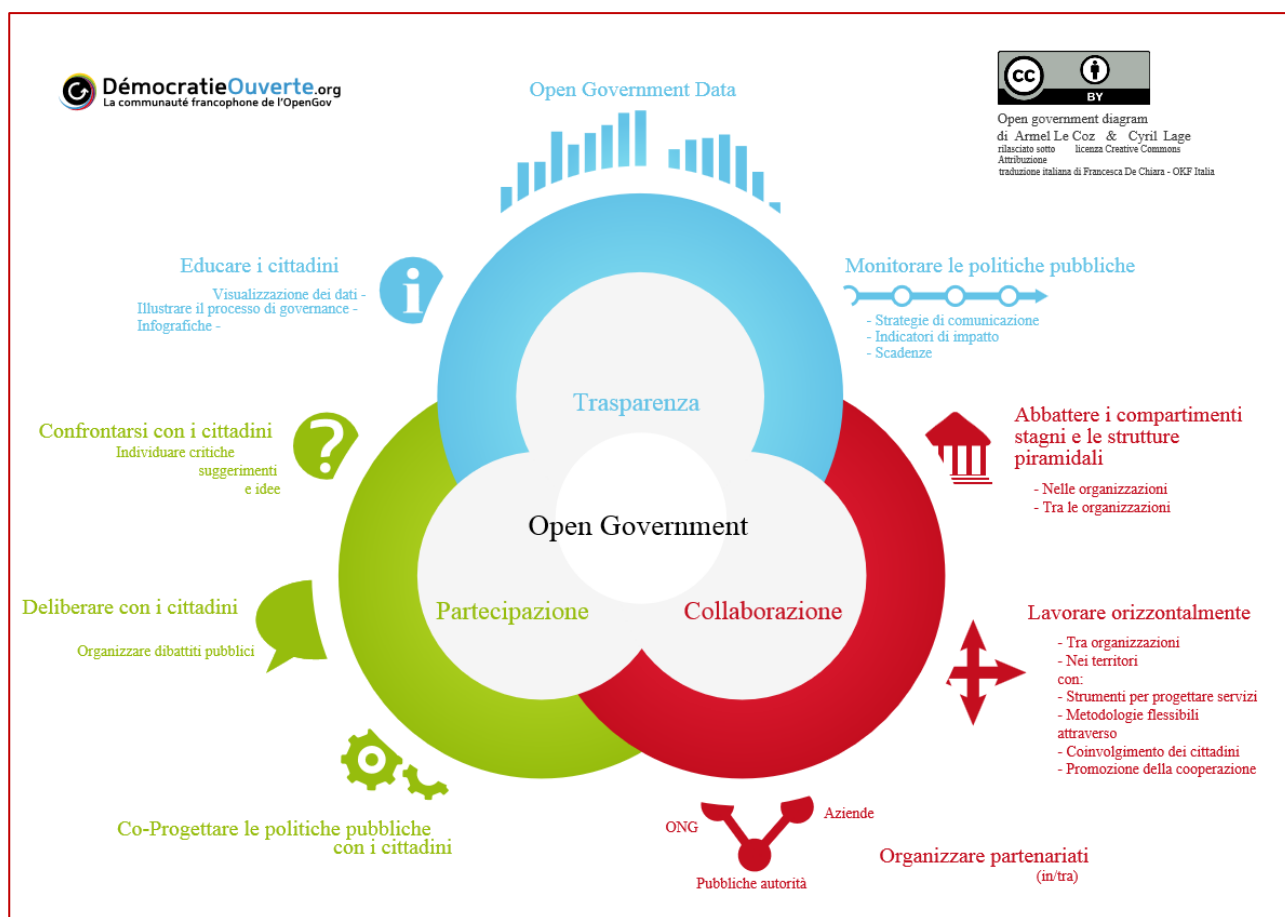 DémocratieOuverte.org
La communauté francophone de l'OpenGov
Open Government Data
CC
BY
Open government diagram
di Armel Le Coz & Cyril Lage
rilasciato sotto licenza Creative Commons
Attribuzione
traduzione italiana di Francesca De Chiara - OKF Italia
Educare i cittadini
Visualizzazione dei dati -
Illustrare il processo di governance -
Infografiche -
i
Monitorare le politiche pubbliche
- Strategie di comunicazione
- Indicatori di impatto
- Scadenze
Trasparenza
Confrontarsi con i cittadini
Individuare critiche
suggerimenti
e idee
?
Abbattere i compartimenti
stagni e le strutture
piramidali
- Nelle organizzazioni
- Tra le organizzazioni
Open Government
Partecipazione
Collaborazione
Deliberare con i cittadini
Organizzare dibattiti pubblici
Lavorare orizzontalmente
- Tra organizzazioni
- Nei territori
con:
- Strumenti per progettare servizi
- Metodologie flessibili
attraverso
- Coinvolgimento dei cittadini
- Promozione della cooperazione
Co-Progettare le politiche pubbliche
con i cittadini
ONG
Aziende
Pubbliche autorità
Organizzare partenariati
(in/tra)